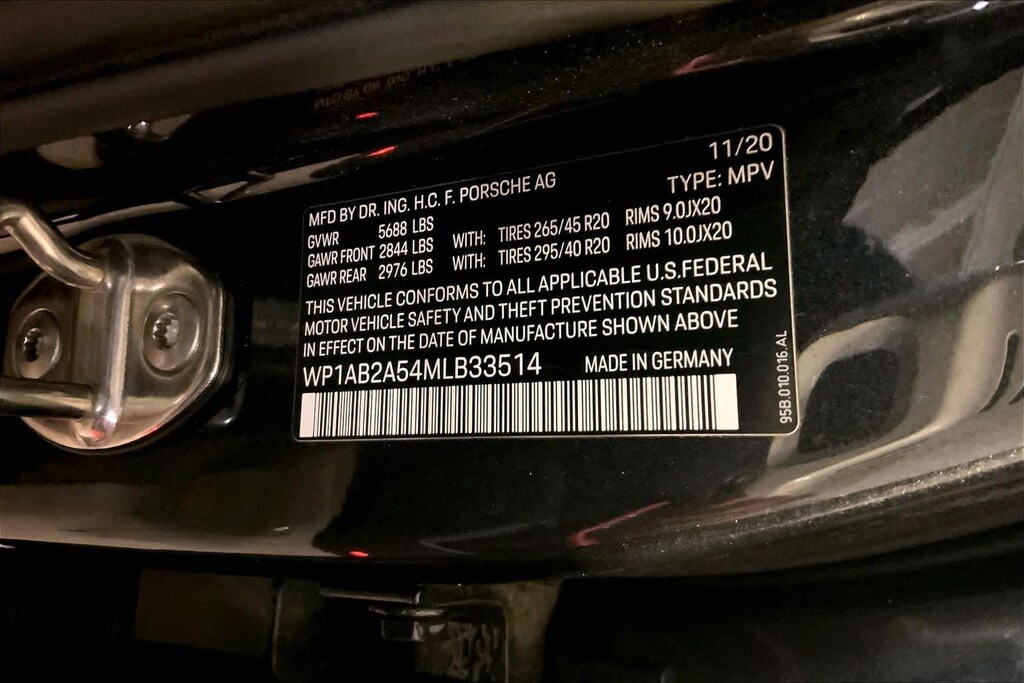 11/20
MFD BY DR. ING. H.C. F. PORSCHE AG TYPE: MPV
GVWR 5688 LBS
GAWR FRONT 2844 LBS WITH: TIRES 265/45 R20 RIMS 9.0JX20
GAWR REAR 2976 LBS WITH: TIRES 295/40 R20 RIMS 10.0JX20
THIS VEHICLE CONFORMS TO ALL APPLICABLE U.S.FEDERAL
MOTOR VEHICLE SAFETY AND THEFT PREVENTION STANDARDS
IN EFFECT ON THE DATE OF MANUFACTURE SHOWN ABOVE
WP1AB2A54MLB33514 MADE IN GERMANY
95B.010.016.AL